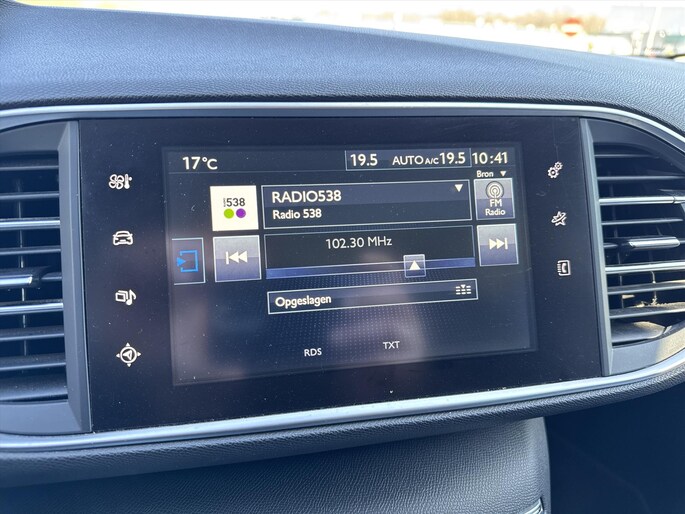 17°C
19.5 AUTO A/C 19.5 10:41
Bron
538
RADIO538
Radio 538
FM
Radio
102.30 MHz
Opgeslagen
RDS TXT